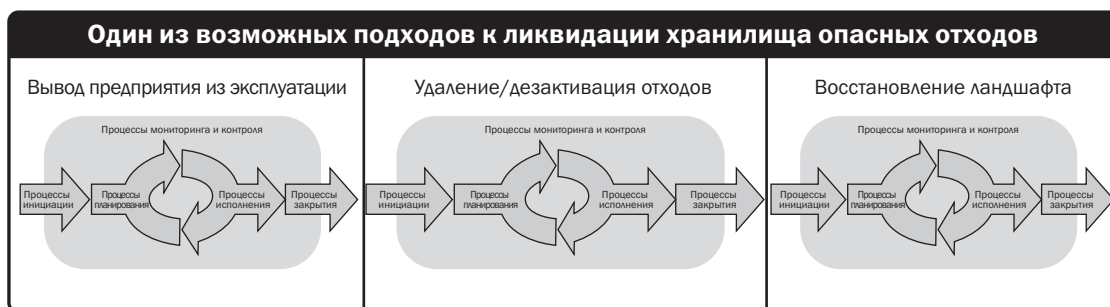 Один из возможных подходов к ликвидации хранилища опасных отходов
Вывод предприятия из эксплуатации
Процессы мониторинга и контроля
Процессы
инициации
Процессы
планирования
Процессы
исполнения
Процессы
закрытия
Удаление/дезактивация отходов
Процессы мониторинга и контроля
Процессы
инициации
Процессы
планирования
Процессы
исполнения
Процессы
закрытия
Восстановление ландшафта
Процессы мониторинга и контроля
Процессы
инициации
Процессы
планирования
Процессы
исполнения
Процессы
закрытия